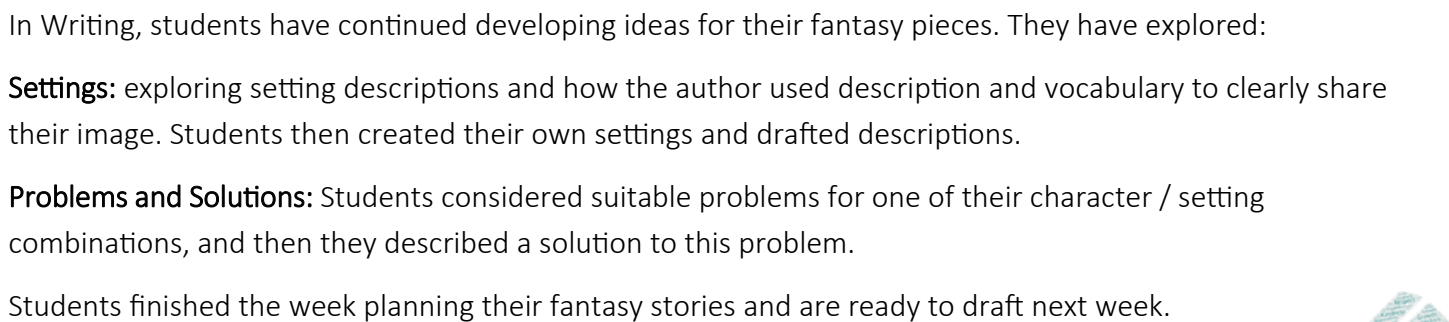 In Writing, students have continued developing ideas for their fantasy pieces. They have explored:
Settings: exploring setting descriptions and how the author used description and vocabulary to clearly share
their image. Students then created their own settings and drafted descriptions.
Problems and Solutions: Students considered suitable problems for one of their character / setting
combinations, and then they described a solution to this problem.
Students finished the week planning their fantasy stories and are ready to draft next week.